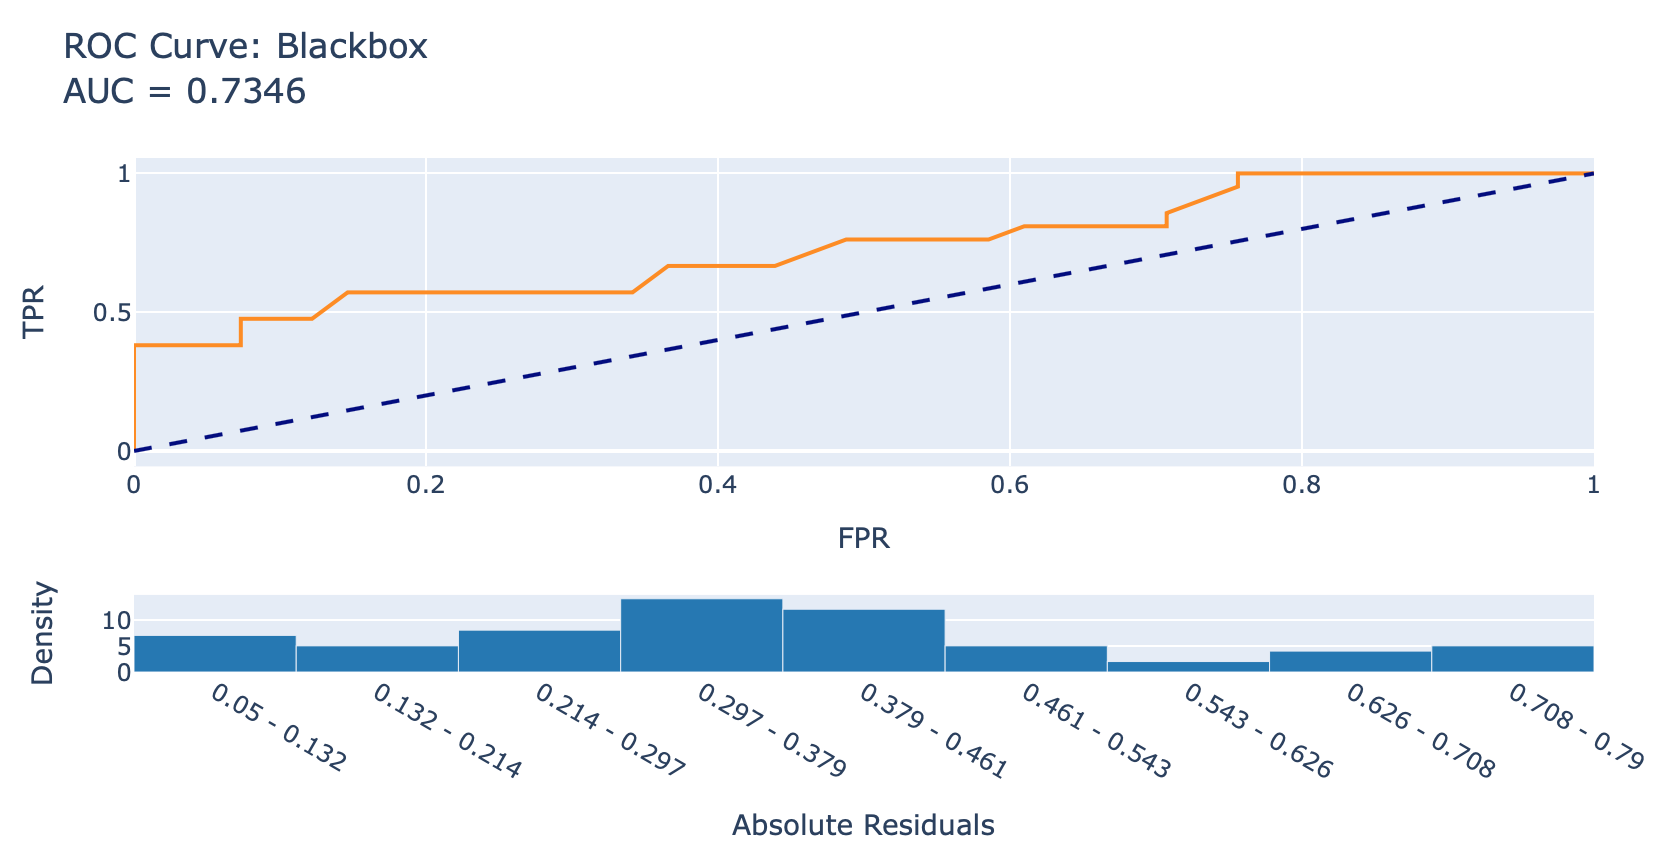 ROC Curve: Blackbox
AUC = 0.7346
1
0.5
0
TPR
0 0.2 0.4 0.6 0.8 1
FPR
10
5
0
Density
0.05 - 0.132
0.132 - 0.214
0.214 - 0.297
0.297 - 0.379
0.379 - 0.461
0.461 - 0.543
0.543 - 0.626
0.626 - 0.708
0.708 - 0.79
Absolute Residuals